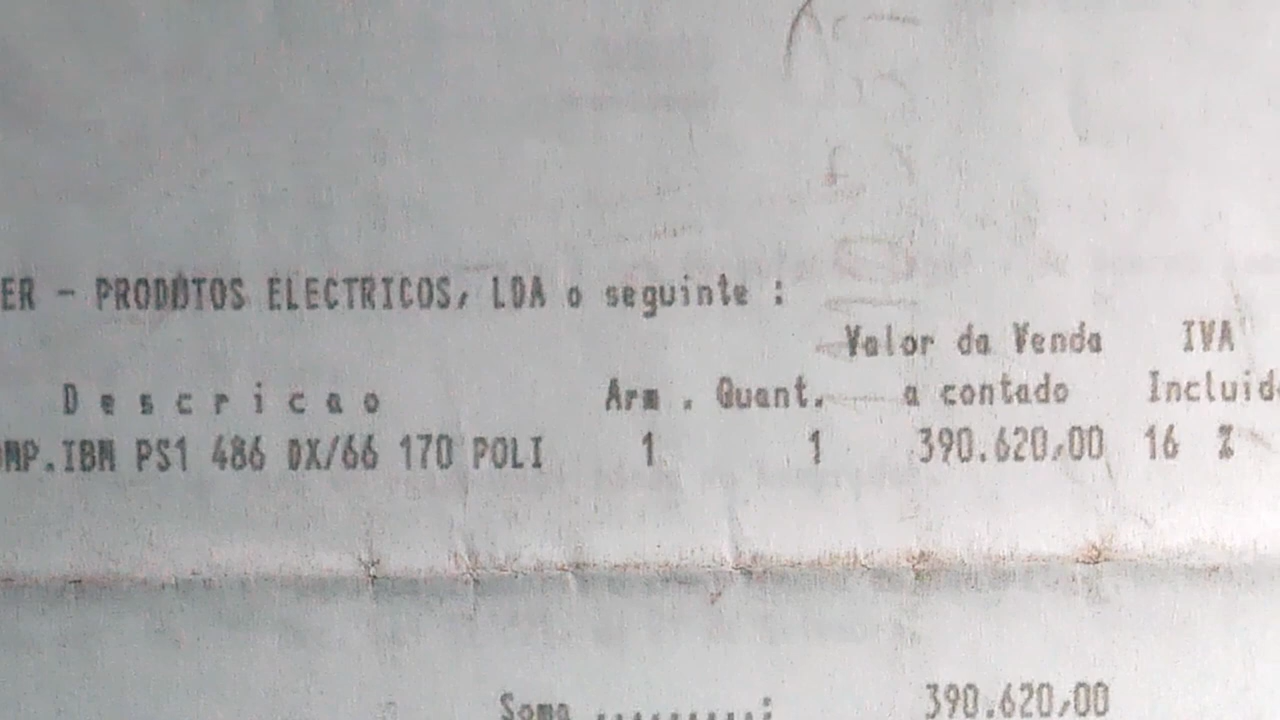 ER - PRODUTOS ELECTRICOS, LDA o seguinte :
Valor da Venda IVA
D e s c r i c a o Arm . Quant. a contado Incluid
MP.IBM PS1 486 DX/66 170 POLI 1 1 390.620,00 16 %
Soma .........: 390.620,00